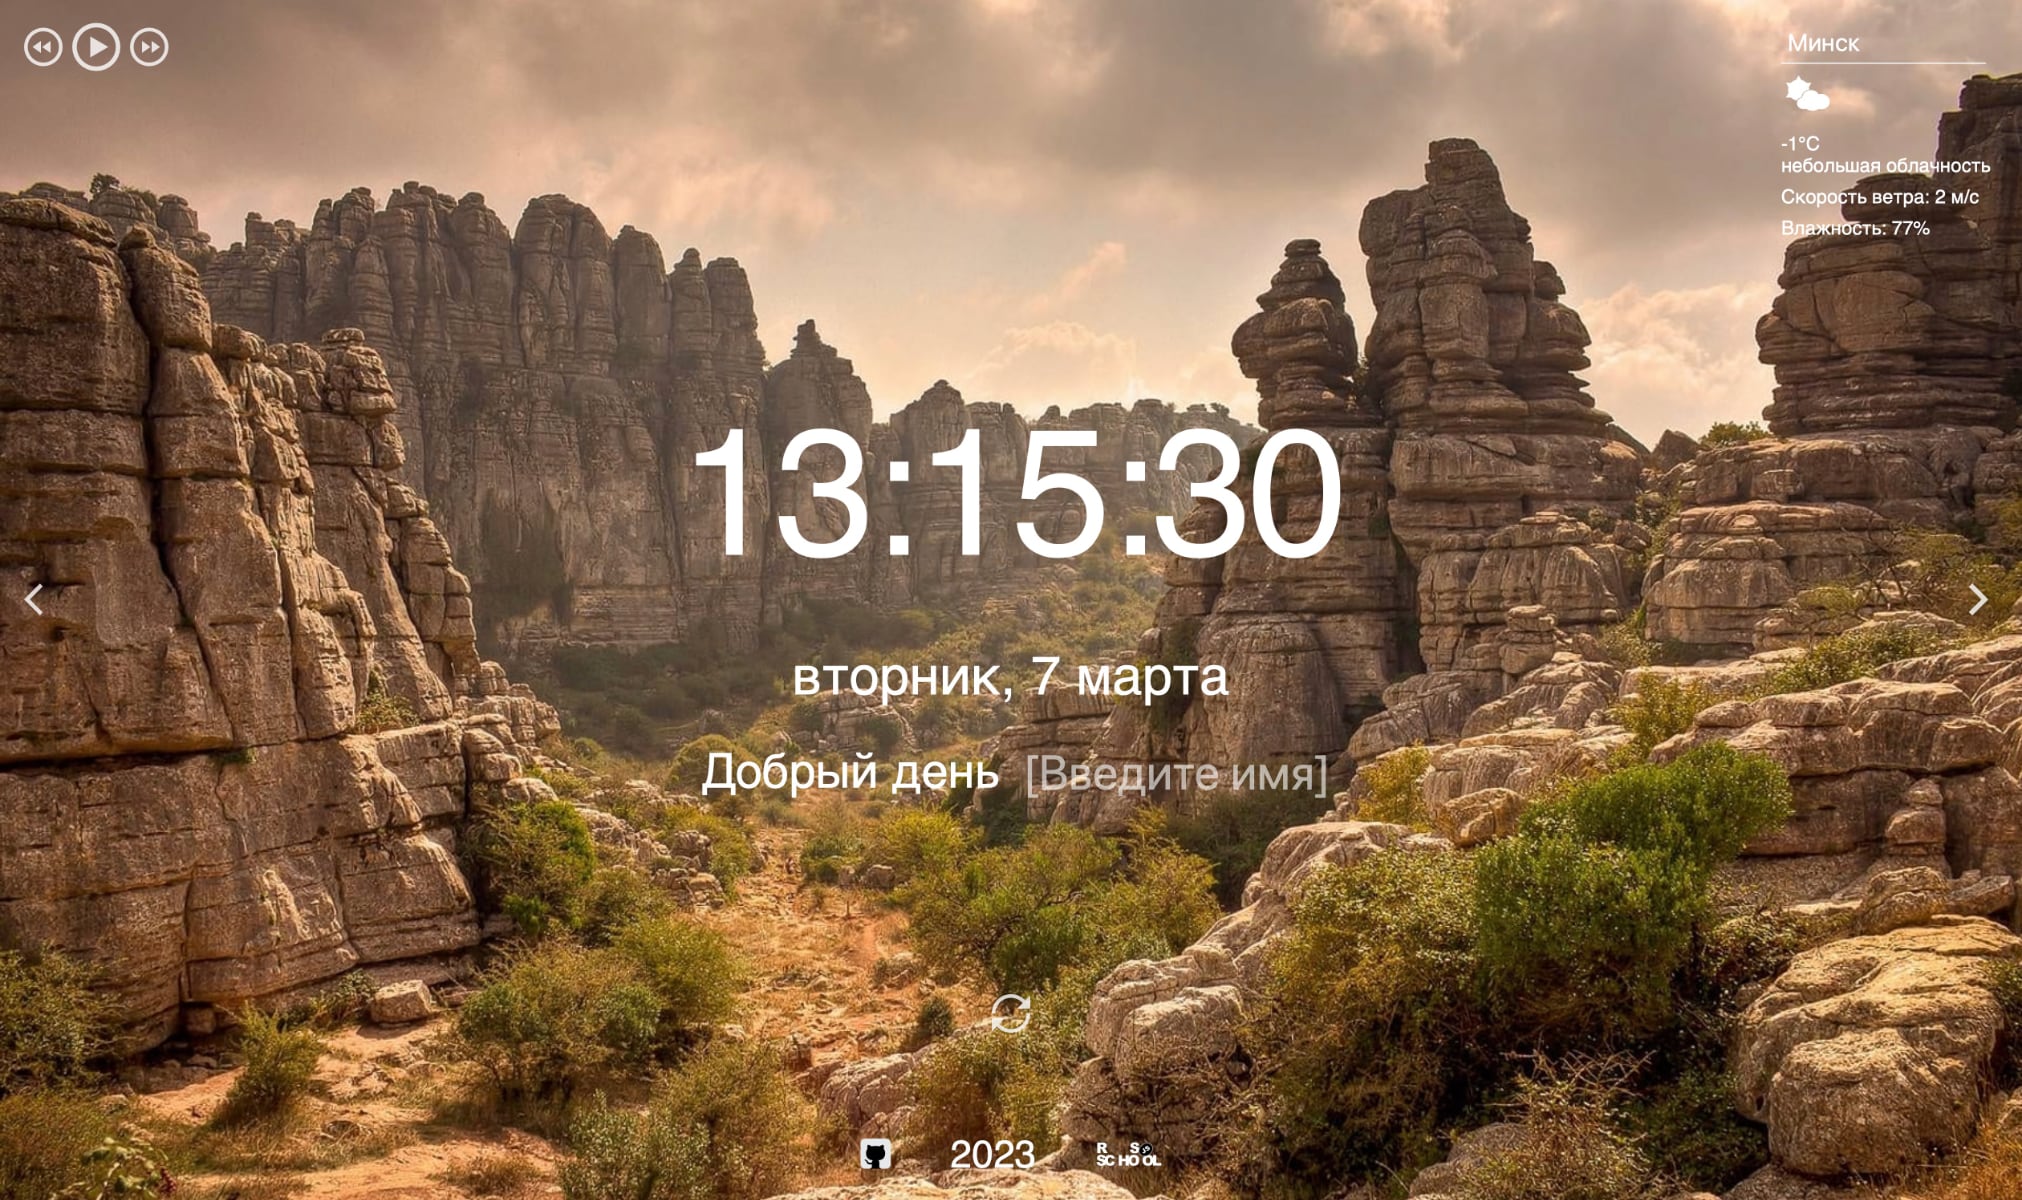 Минск
-1°C
небольшая облачность
Скорость ветра: 2 м/с
Влажность: 77%
13:15:30
вторник, 7 марта
Добрый день [Введите имя]
2023
RS
SCHOOL